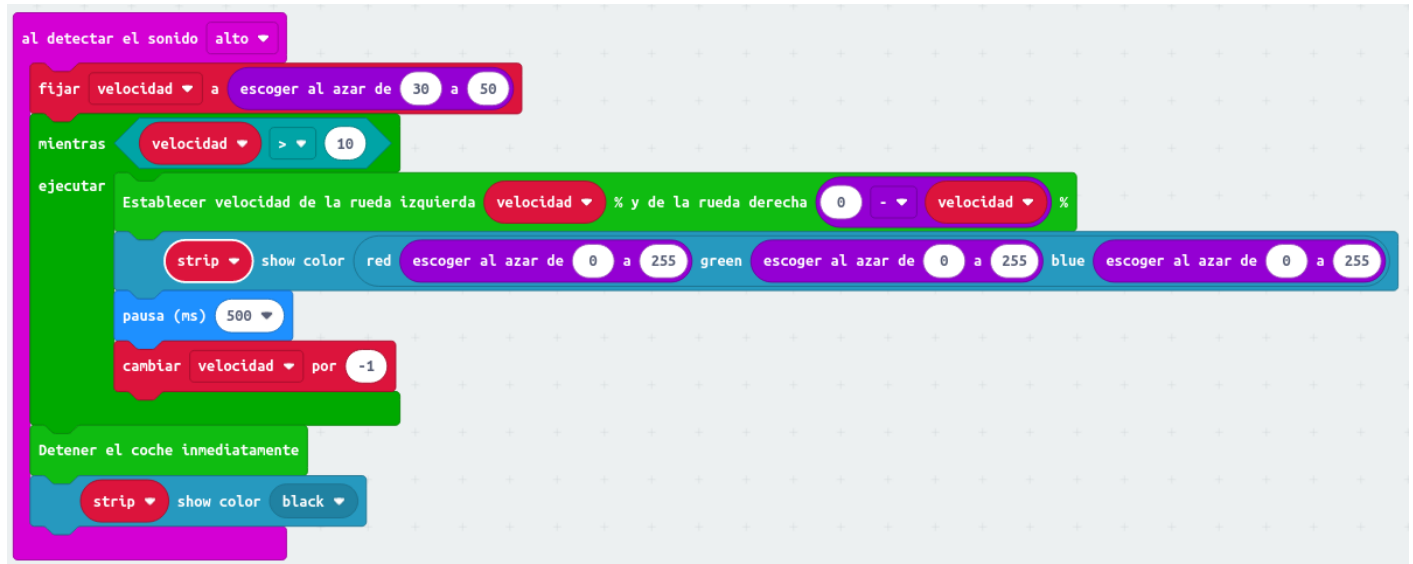 al detectar el sonido alto
fijar velocidad a escoger al azar de 30 a 50
mientras velocidad > 10
ejecutar
Establecer velocidad de la rueda izquierda velocidad % y de la rueda derecha 0 - velocidad %
strip show color red escoger al azar de 0 a 255 green escoger al azar de 0 a 255 blue escoger al azar de 0 a 255
pausa (ms) 500
cambiar velocidad por -1
Detener el coche inmediatamente
strip show color black